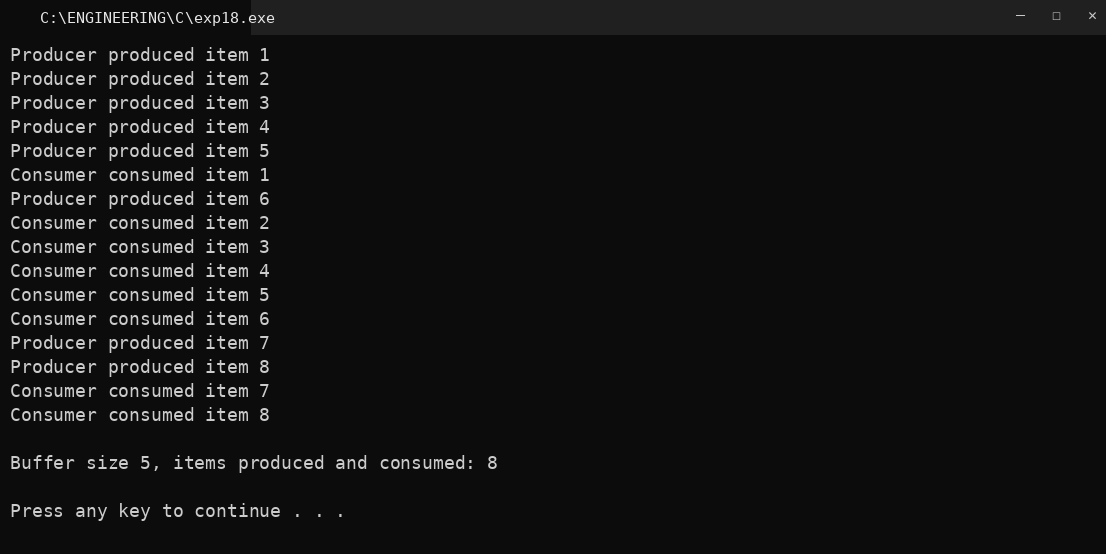 C:\ENGINEERING\C\exp18.exe
Producer produced item 1
Producer produced item 2
Producer produced item 3
Producer produced item 4
Producer produced item 5
Consumer consumed item 1
Producer produced item 6
Consumer consumed item 2
Consumer consumed item 3
Consumer consumed item 4
Consumer consumed item 5
Consumer consumed item 6
Producer produced item 7
Producer produced item 8
Consumer consumed item 7
Consumer consumed item 8
Buffer size 5, items produced and consumed: 8
Press any key to continue . . .